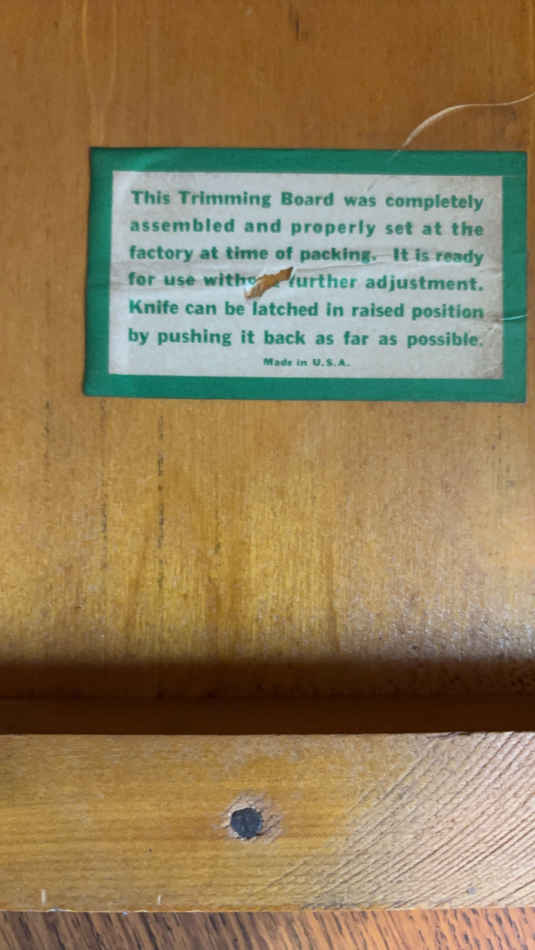 This Trimming Board was completely
assembled and properly set at the
factory at time of packing. It is ready
for use further adjustment.
Knife can be latched in raised position
by pushing it back as far as possible.
Made in U.S.A.